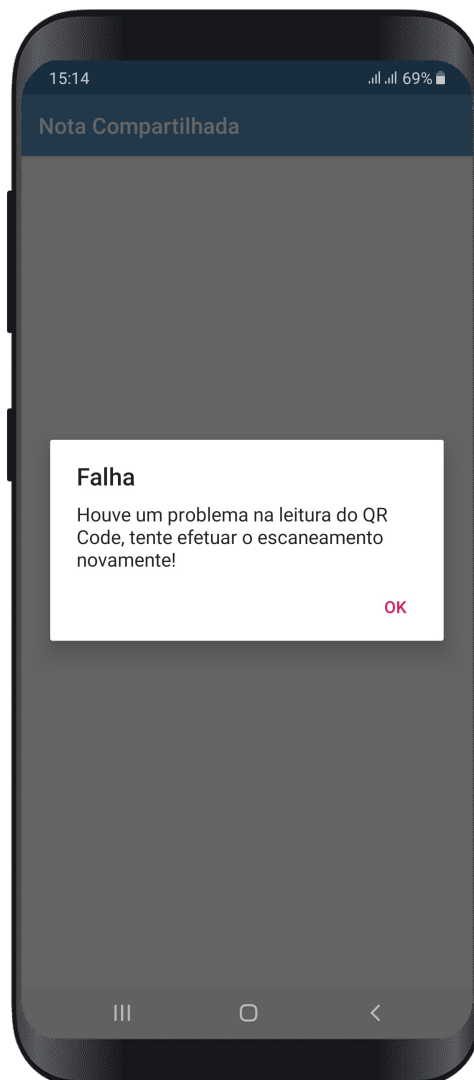 15:14
69%
Nota Compartilhada
Falha
Houve um problema na leitura do QR
Code, tente efetuar o escaneamento
novamente!
OK